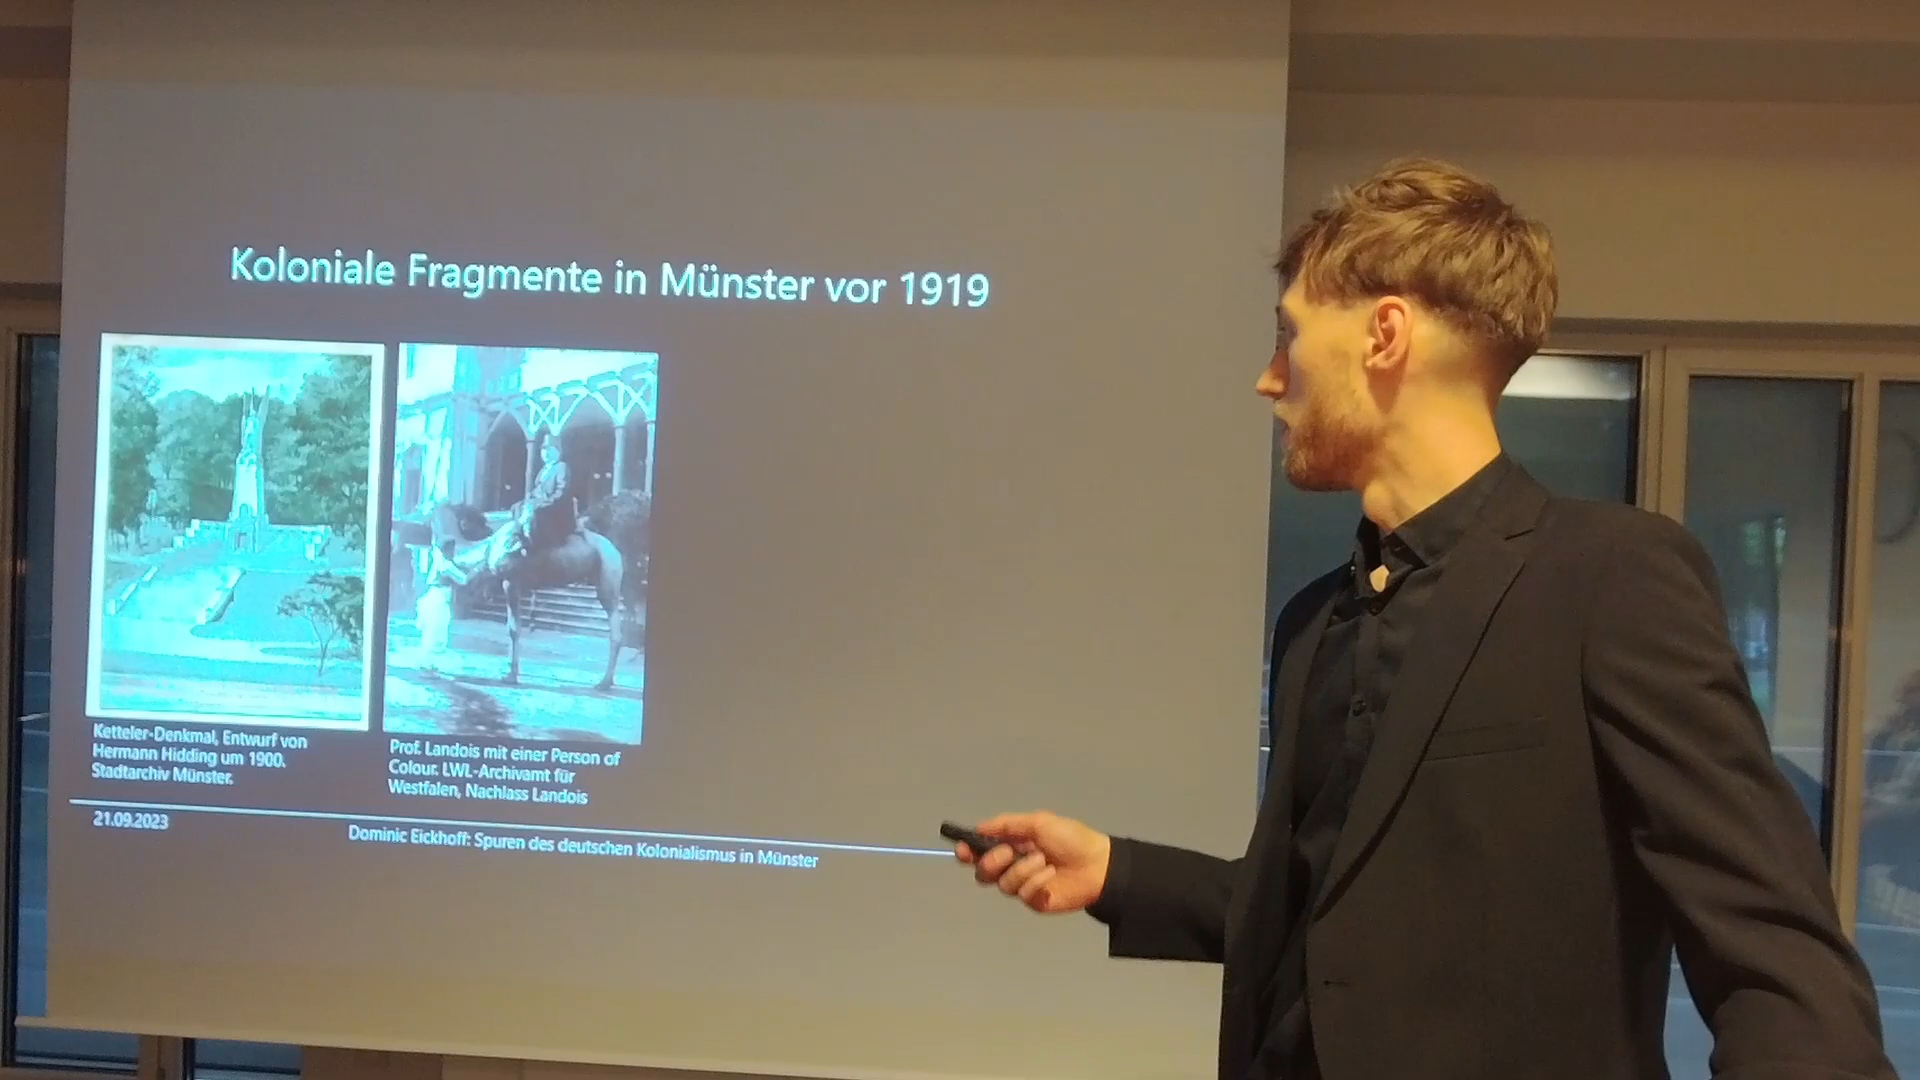 Koloniale Fragmente in Münster vor 1919
Ketteler-Denkmal, Entwurf von
Hermann Hidding um 1900.
Stadtarchiv Münster.
Prof. Landois mit einer Person of
Colour. LWL-Archivamt für
Westfalen, Nachlass Landois
21.09.2023
Dominic Eickhoff: Spuren des deutschen Kolonialismus in Münster